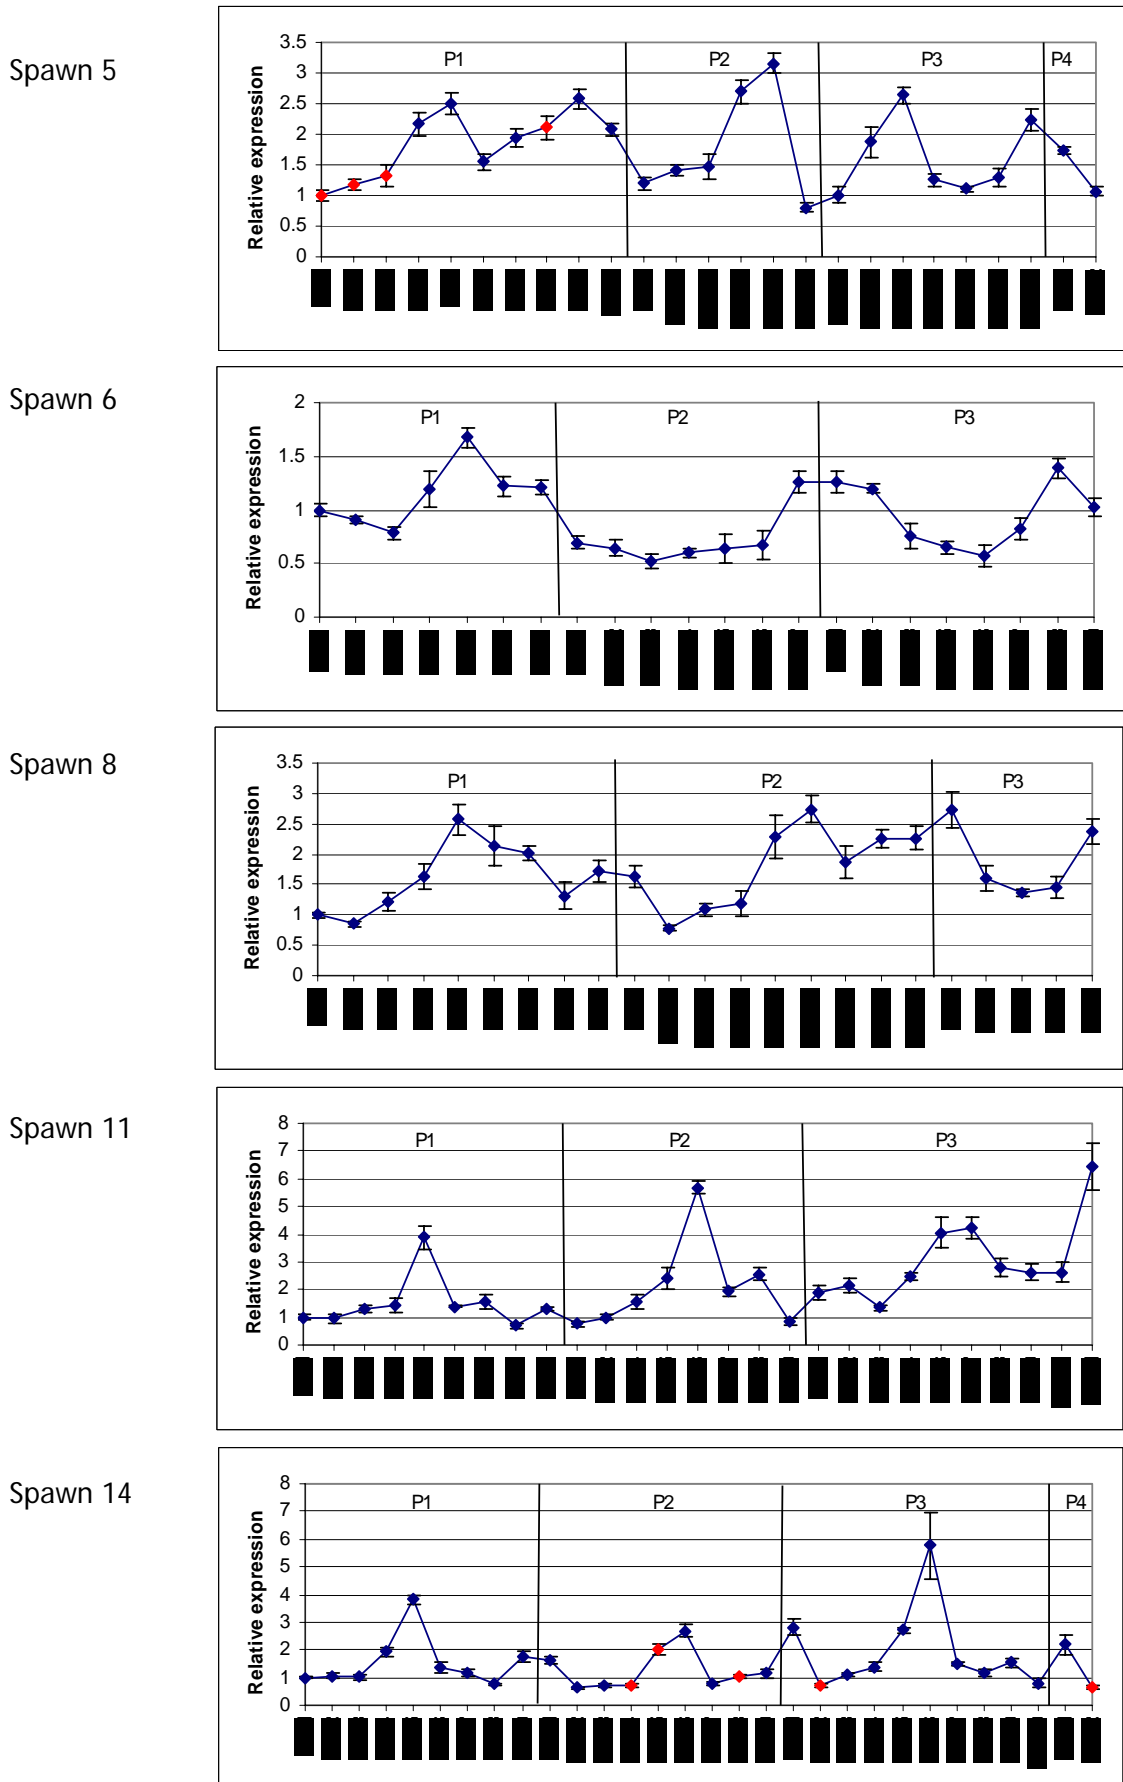 Spawn 5
Relative expression
3.5
3
2.5
2
1.5
1
0.5
0
P1
P2
P3
P4
Spawn 6
Relative expression
2
1.5
1
0.5
0
P1
P2
P3
Spawn 8
Relative expression
3.5
3
2.5
2
1.5
1
0.5
0
P1
P2
P3
Spawn 11
Relative expression
8
7
6
5
4
3
2
1
0
P1
P2
P3
Spawn 14
Relative expression
8
7
6
5
4
3
2
1
0
P1
P2
P3
P4